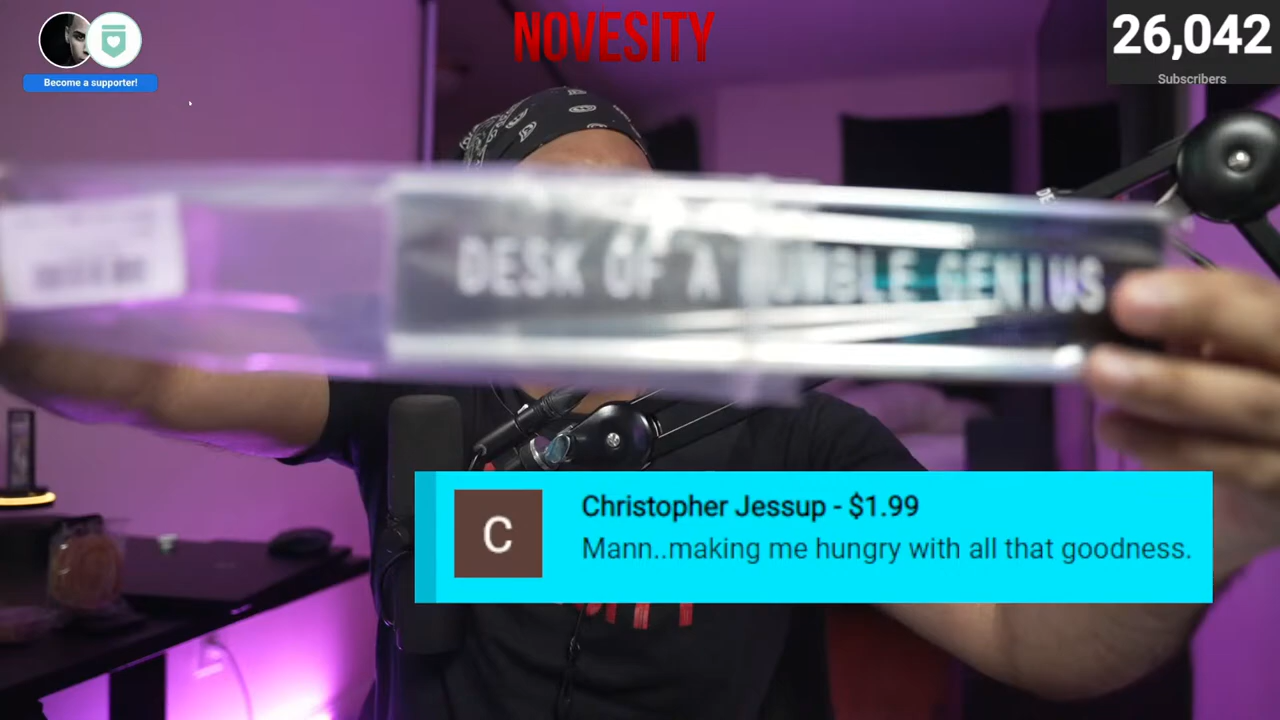 NOVESITY
26,042
Subscribers
Become a supporter!
DESK OF A HUMBLE GENIUS
Christopher Jessup - $1.99
Mann..making me hungry with all that goodness.
C